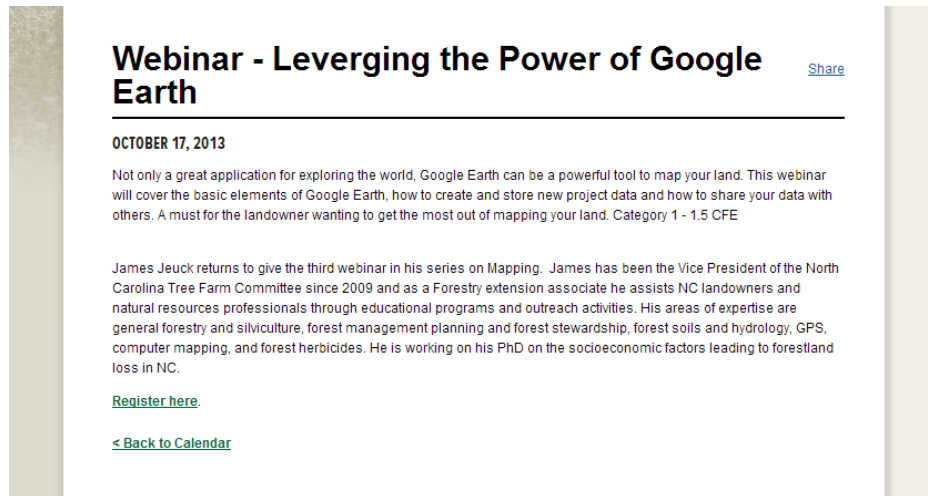 Webinar - Leverging the Power of Google
Earth
Share
OCTOBER 17, 2013
Not only a great application for exploring the world, Google Earth can be a powerful tool to map your land. This webinar
will cover the basic elements of Google Earth, how to create and store new project data and how to share your data with
others. A must for the landowner wanting to get the most out of mapping your land. Category 1 - 1.5 CFE
James Jeuck returns to give the third webinar in his series on Mapping.  James has been the Vice President of the North
Carolina Tree Farm Committee since 2009 and as a Forestry extension associate he assists NC landowners and
natural resources professionals through educational programs and outreach activities. His areas of expertise are
general forestry and silviculture, forest management planning and forest stewardship, forest soils and hydrology, GPS,
computer mapping, and forest herbicides. He is working on his PhD on the socioeconomic factors leading to forestland
loss in NC.
Register here.
< Back to Calendar